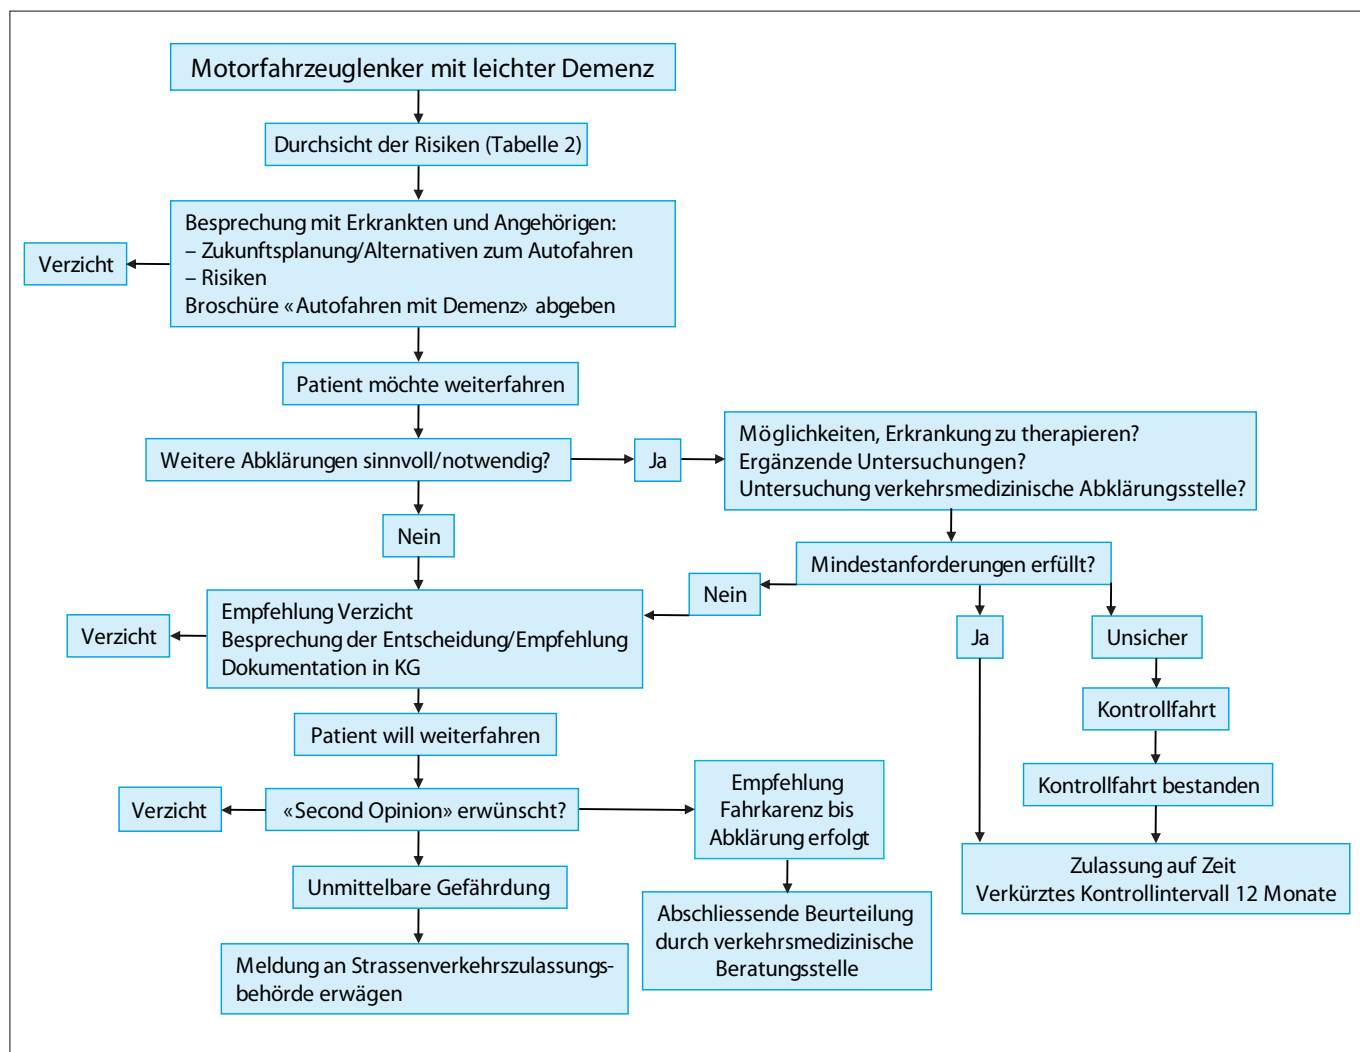 Motorfahrzeuglenker mit leichter Demenz
Durchsicht der Risiken (Tabelle 2)
Besprechung mit Erkrankten und Angehörigen:
– Zukunftsplanung/Alternativen zum Autofahren
– Risiken
Broschüre «Autofahren mit Demenz» abgeben
Verzicht
Patient möchte weiterfahren
Weitere Abklärungen sinnvoll/notwendig?
Ja
Möglichkeiten, Erkrankung zu therapieren?
Ergänzende Untersuchungen?
Untersuchung verkehrsmedizinische Abklärungsstelle?
Nein
Mindestanforderungen erfüllt?
Nein
Ja
Unsicher
Empfehlung Verzicht
Besprechung der Entscheidung/Empfehlung
Dokumentation in KG
Verzicht
Kontrollfahrt
Patient will weiterfahren
Kontrollfahrt bestanden
«Second Opinion» erwünscht?
Verzicht
Empfehlung
Fahrkarenz bis
Abklärung erfolgt
Zulassung auf Zeit
Verkürztes Kontrollintervall 12 Monate
Unmittelbare Gefährdung
Abschliessende Beurteilung
durch verkehrsmedizinische
Beratungsstelle
Meldung an Strassenverkehrszulassungs-
behörde erwägen